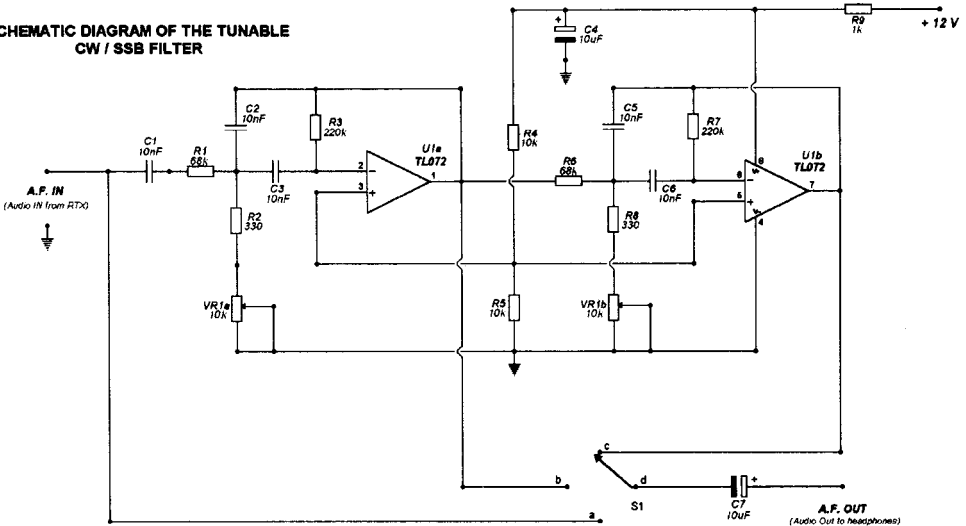 CHEMATIC DIAGRAM OF THE TUNABLE
CW / SSB FILTER
R9
1k
+ 12 V
+
C4
10uF
C2
10nF
R3
220k
R4
10k
C5
10nF
R7
220k
C1
10nF
R1
68k
C3
10nF
U1a
TL072
2
3
1
−
+
R6
68k
C6
10nF
U1b
TL072
8
6
5
7
4
−
+
A.F. IN
(Audio IN from RTX)
R2
330
R8
330
VR1a
10k
R5
10k
VR1b
10k
c
b
d
a
S1
+
C7
10uF
A.F. OUT
(Audio Out to headphones)